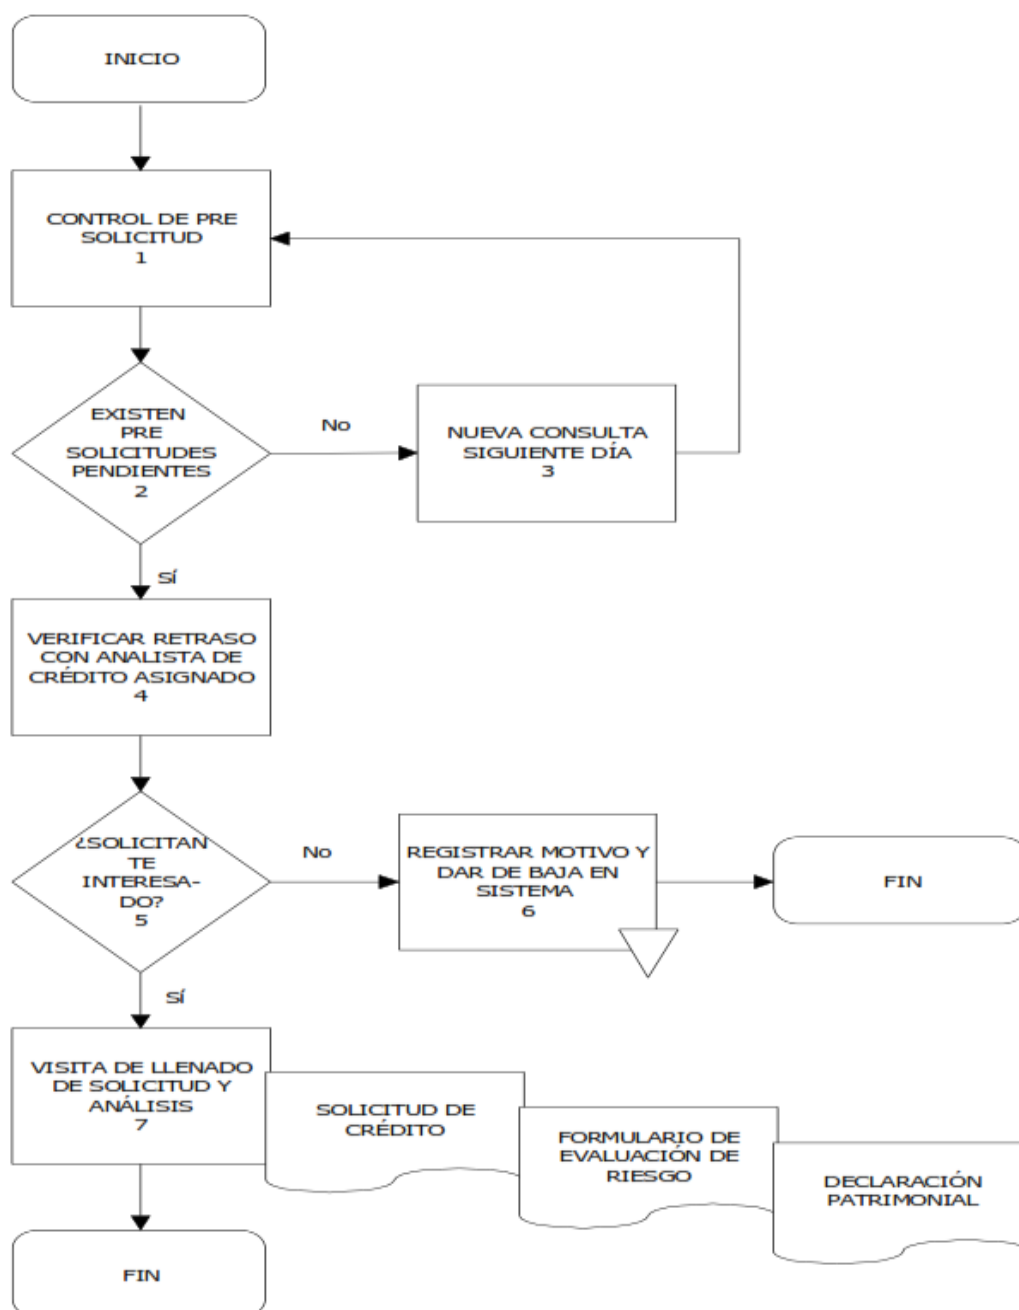 INICIO
CONTROL DE PRE
SOLICITUD
1
EXISTEN
PRE
SOLICITUDES
PENDIENTES
2
No
NUEVA CONSULTA
SIGUIENTE DÍA
3
SÍ
VERIFICAR RETRASO
CON ANALISTA DE
CRÉDITO ASIGNADO
4
¿SOLICITAN
TE
INTERESA-
DO?
5
No
REGISTRAR MOTIVO Y
DAR DE BAJA EN
SISTEMA
6
FIN
SÍ
VISITA DE LLENADO
DE SOLICITUD Y
ANÁLISIS
7
SOLICITUD DE
CRÉDITO
FORMULARIO DE
EVALUACIÓN DE
RIESGO
DECLARACIÓN
PATRIMONIAL
FIN